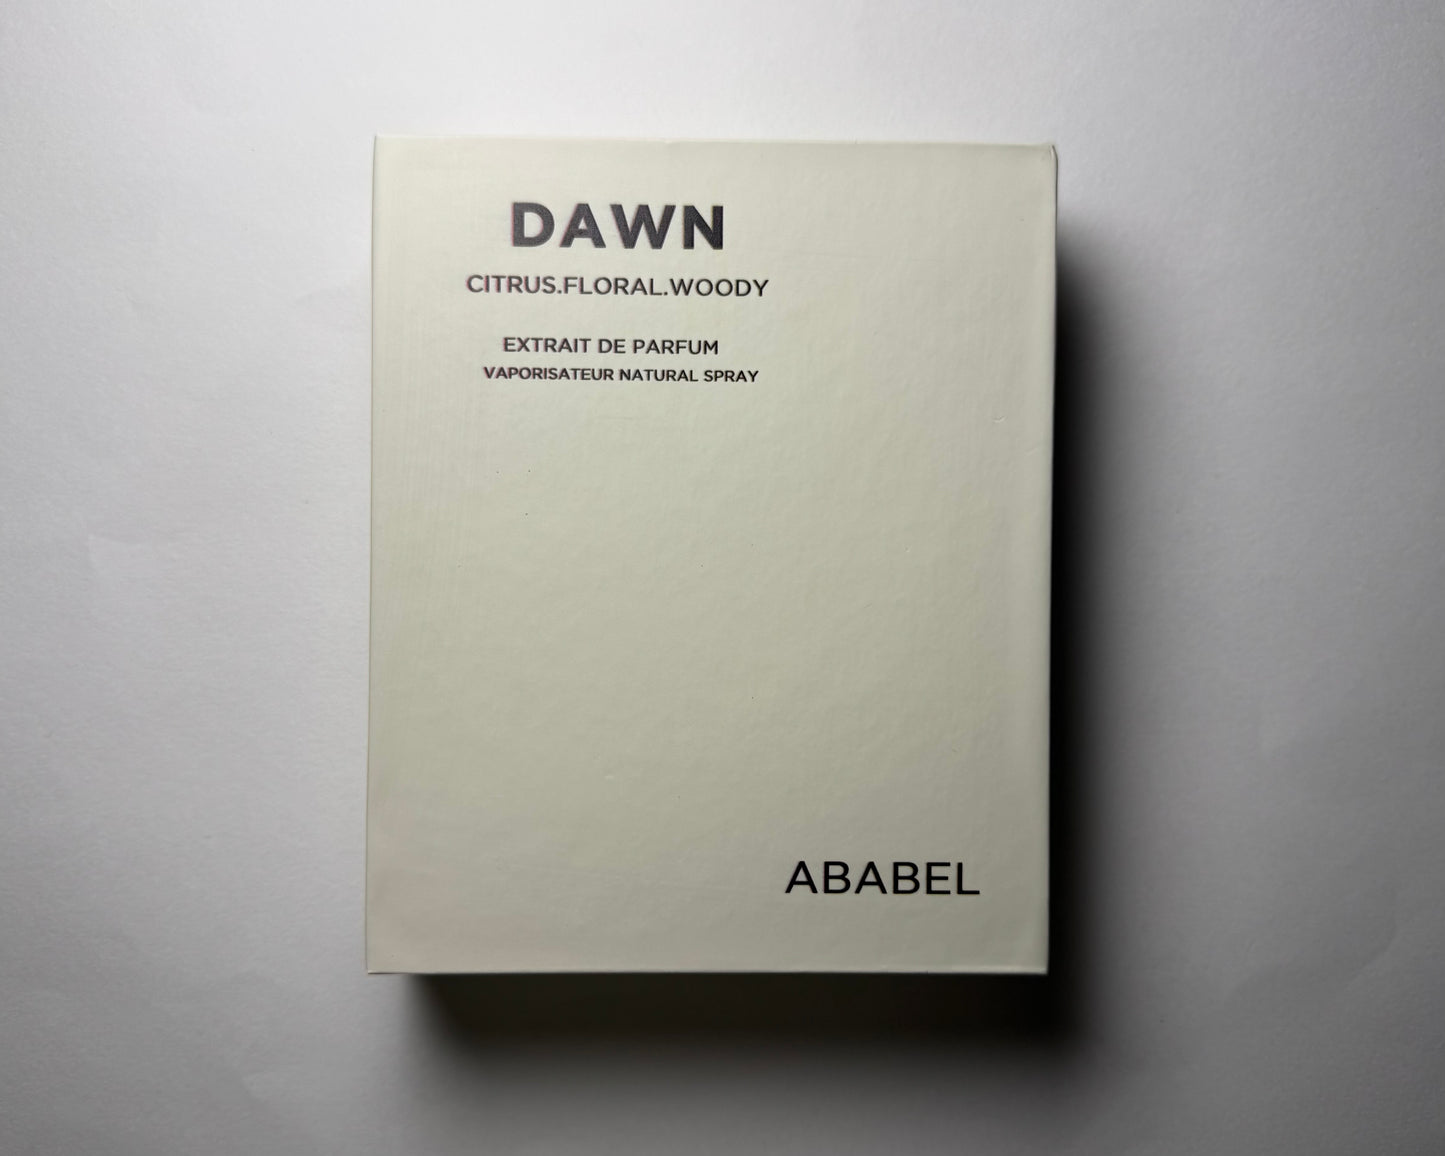 DAWN
CITRUS.FLORAL.WOODY
EXTRAIT DE PARFUM
VAPORISATEUR NATURAL SPRAY
ABABEL